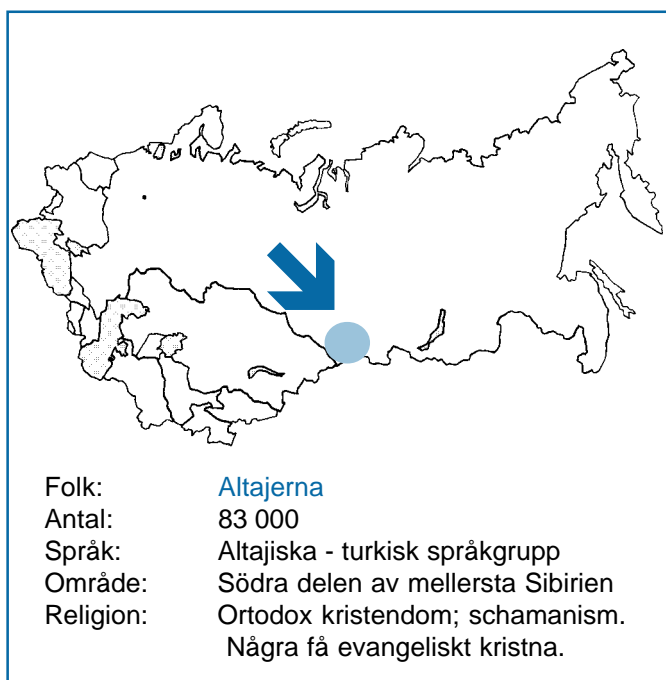 Folk: Altajerna
Antal: 83 000
Språk: Altajiska - turkisk språkgrupp
Område: Södra delen av mellersta Sibirien
Religion: Ortodox kristendom; schamanism.
Några få evangeliskt kristna.